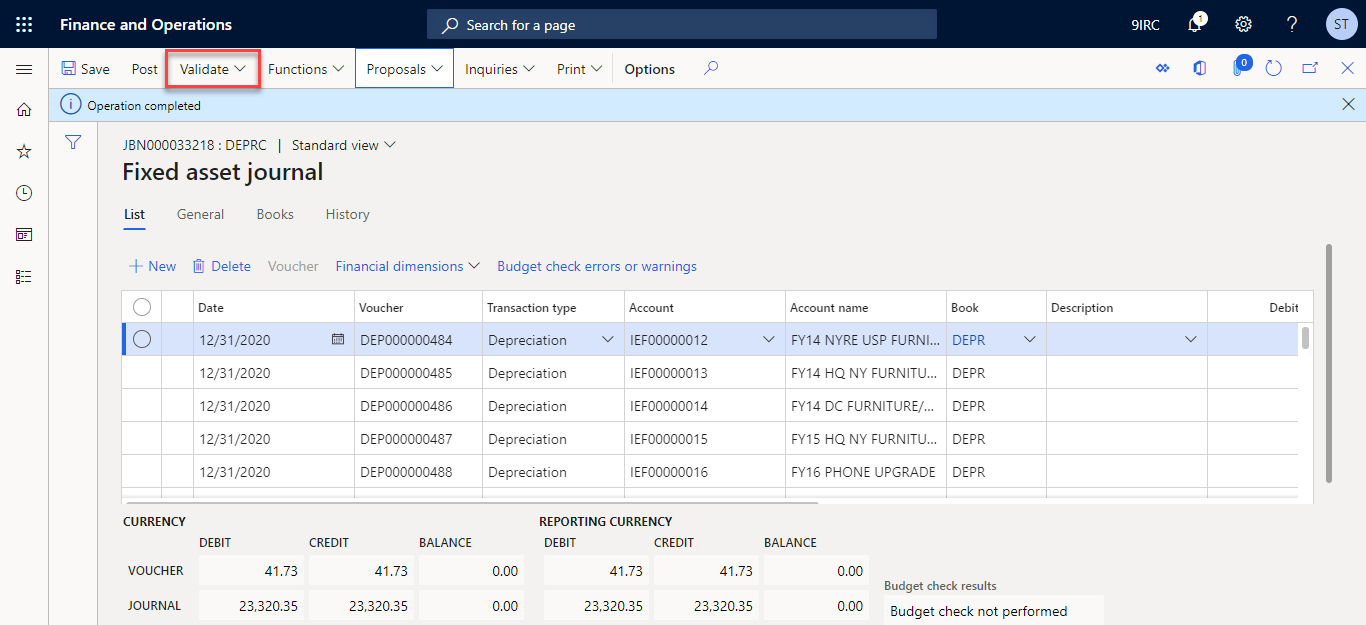 Finance and Operations
Search for a page
9IRC
1
?
ST
Save Post Validate Functions Proposals Inquiries Print Options
0
Operation completed
JBN000033218 : DEPRC | Standard view
Fixed asset journal
List General Books History
New Delete Voucher Financial dimensions Budget check errors or warnings
Date Voucher Transaction type Account Account name Book Description Debit
12/31/2020 DEP000000484 Depreciation IEF00000012 FY14 NYRE USP FURNI... DEPR
12/31/2020 DEP000000485 Depreciation IEF00000013 FY14 HQ NY FURNITU... DEPR
12/31/2020 DEP000000486 Depreciation IEF00000014 FY14 DC FURNITURE/... DEPR
12/31/2020 DEP000000487 Depreciation IEF00000015 FY15 HQ NY FURNITU... DEPR
12/31/2020 DEP000000488 Depreciation IEF00000016 FY16 PHONE UPGRADE DEPR
CURRENCY REPORTING CURRENCY
DEBIT CREDIT BALANCE DEBIT CREDIT BALANCE
VOUCHER 41.73 41.73 0.00 41.73 41.73 0.00
Budget check results
JOURNAL 23,320.35 23,320.35 0.00 23,320.35 23,320.35 0.00
Budget check not performed